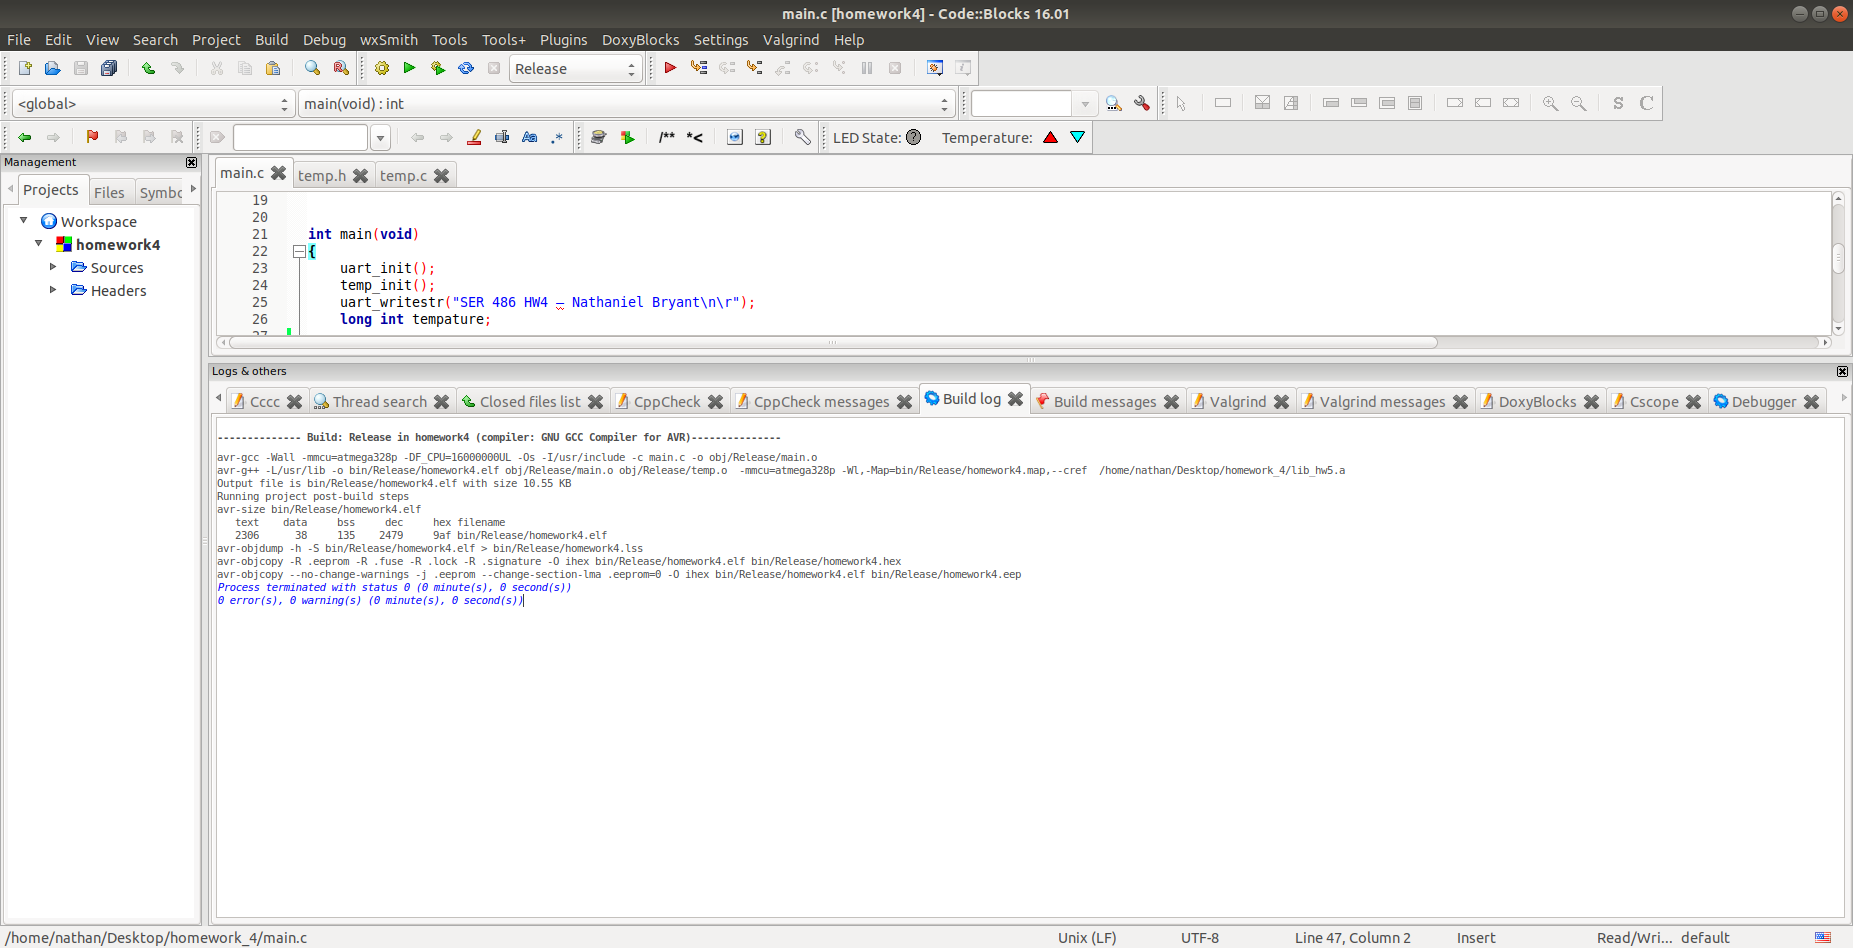 main.c [homework4] - Code::Blocks 16.01
File Edit View Search Project Build Debug wxSmith Tools Tools+ Plugins DoxyBlocks Settings Valgrind Help
Release
<global> main(void) : int S C
/** *< LED State: Temperature:
Management
Projects Files Symbo
Workspace
homework4
Sources
Headers
main.c temp.h temp.c
19
20
21 int main(void)
22 {
23 uart_init();
24 temp_init();
25 uart_writestr("SER 486 HW4 – Nathaniel Bryant\n\r");
26 long int tempature;
27
Logs & others
Cccc Thread search Closed files list CppCheck CppCheck messages Build log Build messages Valgrind Valgrind messages DoxyBlocks Cscope Debugger
-------------- Build: Release in homework4 (compiler: GNU GCC Compiler for AVR)---------------
avr-gcc -Wall -mmcu=atmega328p -DF_CPU=16000000UL -Os -I/usr/include -c main.c -o obj/Release/main.o
avr-g++ -L/usr/lib -o bin/Release/homework4.elf obj/Release/main.o obj/Release/temp.o -mmcu=atmega328p -Wl,-Map=bin/Release/homework4.map,--cref /home/nathan/Desktop/homework_4/lib_hw5.a
Output file is bin/Release/homework4.elf with size 10.55 KB
Running project post-build steps
avr-size bin/Release/homework4.elf
text data bss dec hex filename
2306 38 135 2479 9af bin/Release/homework4.elf
avr-objdump -h -S bin/Release/homework4.elf > bin/Release/homework4.lss
avr-objcopy -R .eeprom -R .fuse -R .lock -R .signature -O ihex bin/Release/homework4.elf bin/Release/homework4.hex
avr-objcopy --no-change-warnings -j .eeprom --change-section-lma .eeprom=0 -O ihex bin/Release/homework4.elf bin/Release/homework4.eep
Process terminated with status 0 (0 minute(s), 0 second(s))
0 error(s), 0 warning(s) (0 minute(s), 0 second(s))
/home/nathan/Desktop/homework_4/main.c Unix (LF) UTF-8 Line 47, Column 2 Insert Read/Wri... default